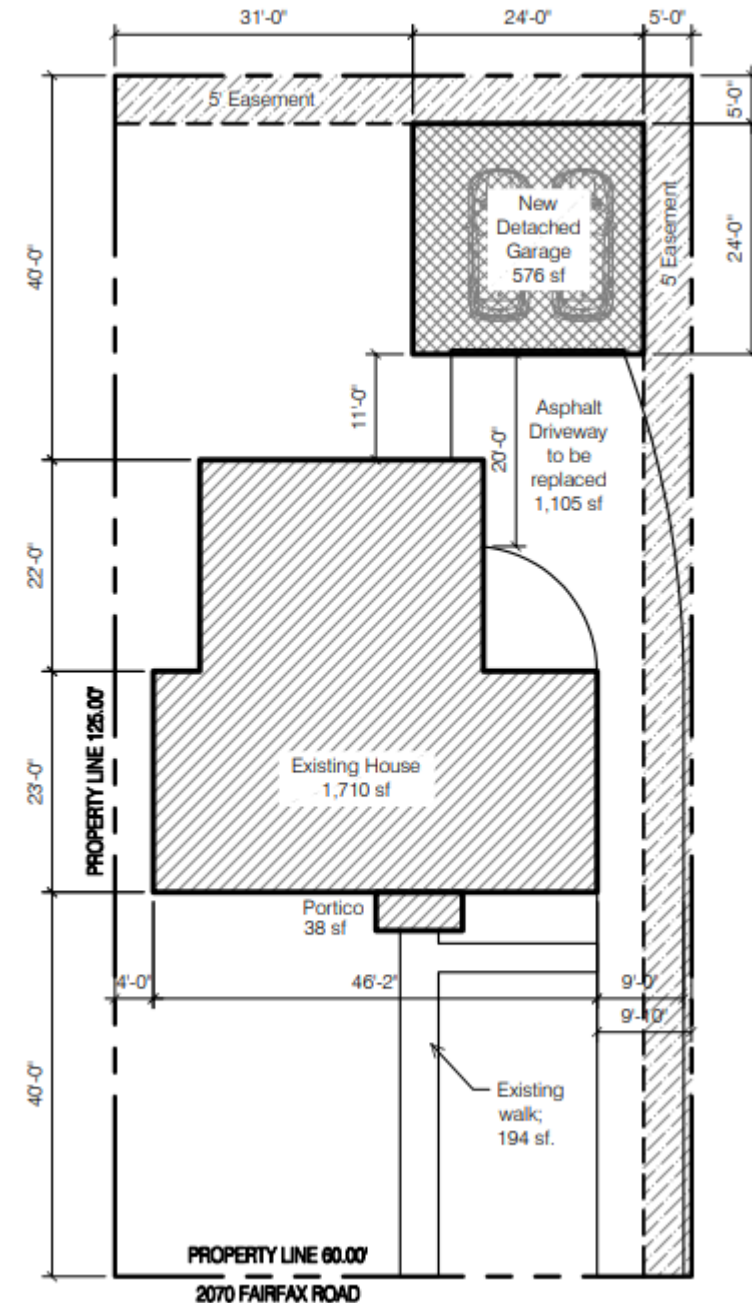 31'-0"
24'-0"
5'-0"
5' Easement
5'-0"
New
Detached
Garage
576 sf
5' Easement
24'-0"
40'-0"
11'-0"
20'-0"
Asphalt
Driveway
to be
replaced
1,105 sf
22'-0"
PROPERTY LINE 125.00'
23'-0"
Existing House
1,710 sf
Portico
38 sf
4'-0"
46'-2"
9'-0"
9'-10"
40'-0"
Existing
walk;
194 sf.
PROPERTY LINE 60.00'
2070 FAIRFAX ROAD